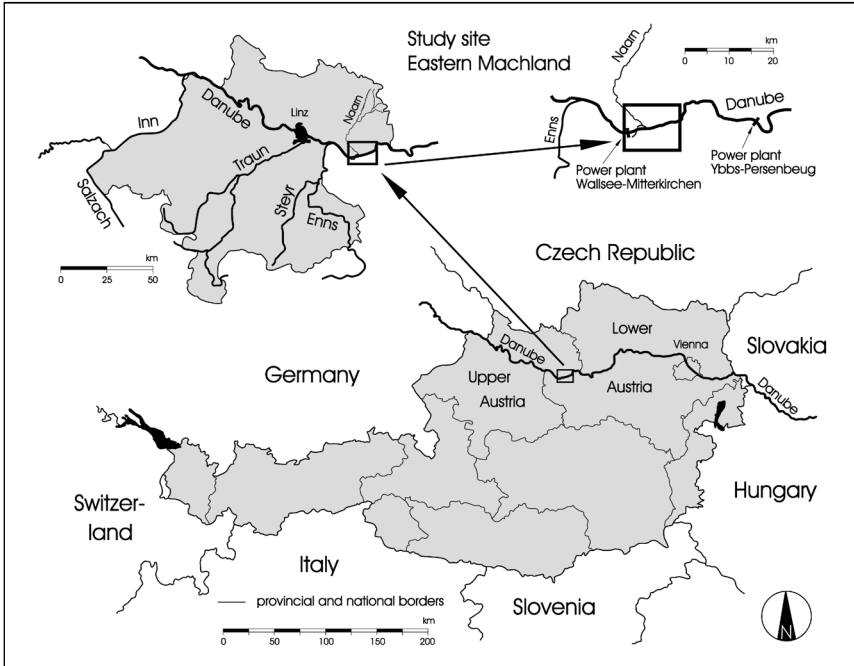 Study site
Eastern Machland
km
0 10 20
Naarn
Danube
Enns
Power plant
Wallsee-Mitterkirchen
Power plant
Ybbs-Persenbeug
Inn
Danube
Linz
Naarn
Traun
Salzach
Steyr
Enns
km
0 25 50
Czech Republic
Germany
Danube
Lower
Vienna
Slovakia
Upper
Austria
Austria
Danube
Switzer-
land
Hungary
Italy
Slovenia
provincial and national borders
km
0 25 50 75 100 150 200
N